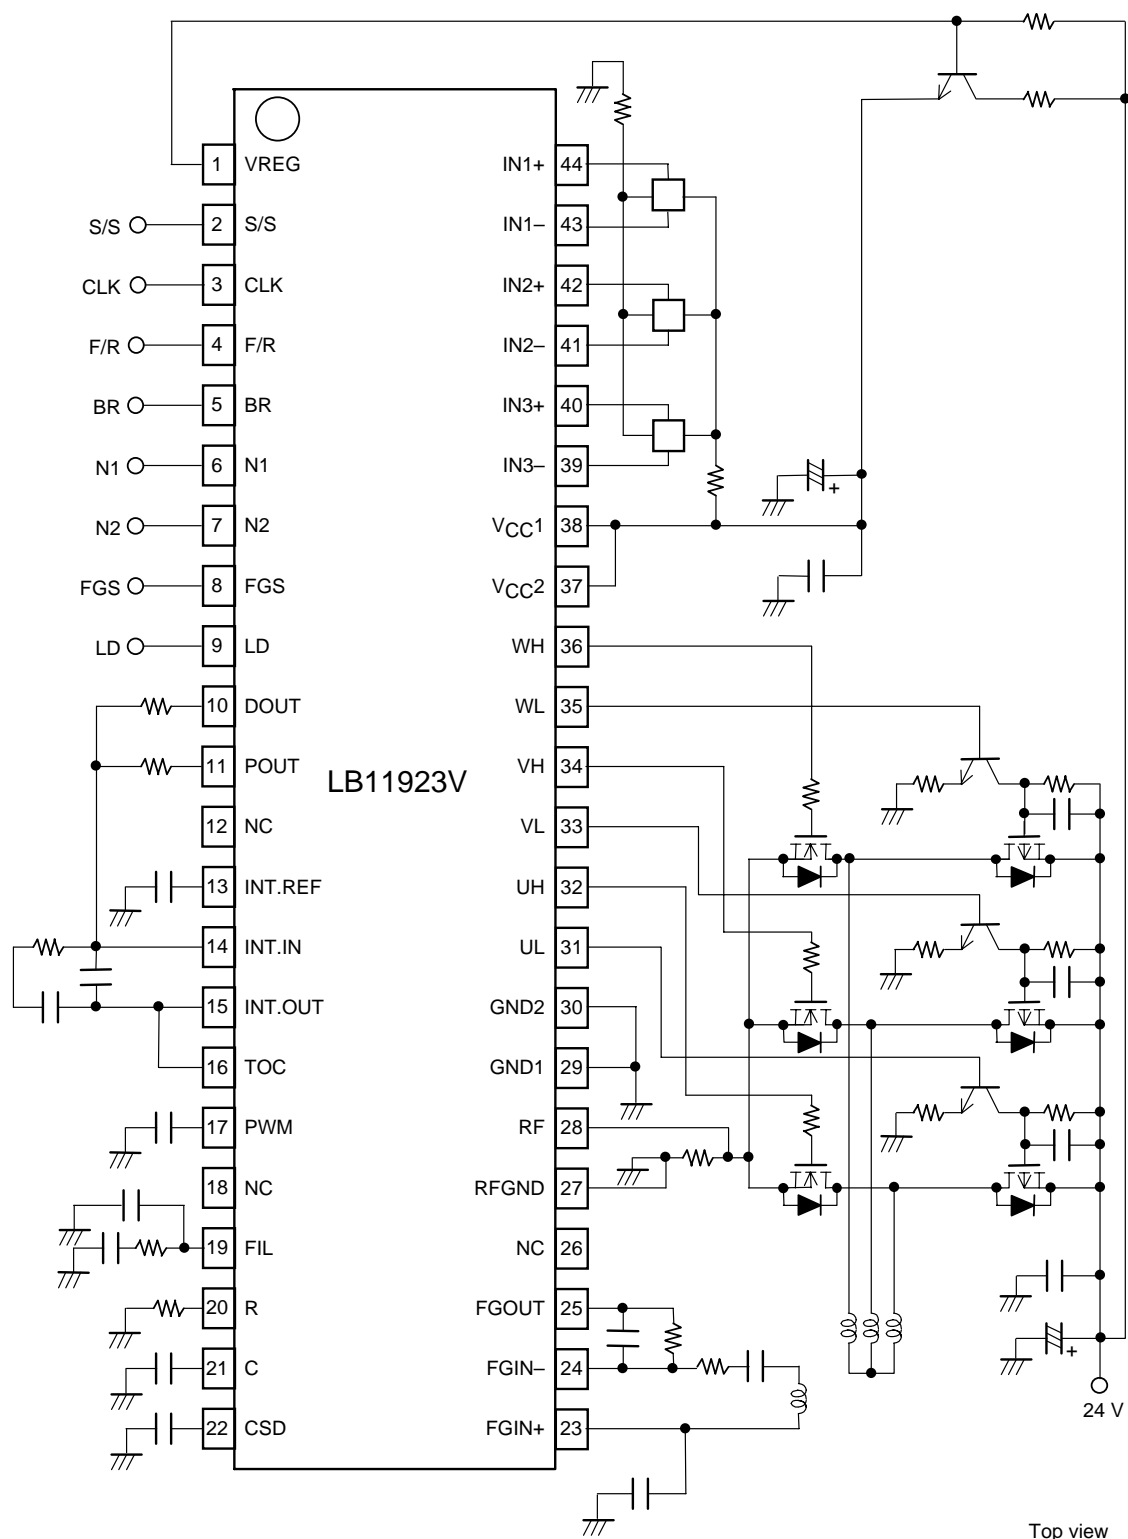 1 VREG IN1+ 44
S/S 2 S/S IN1– 43
CLK 3 CLK IN2+ 42
F/R 4 F/R IN2– 41
BR 5 BR IN3+ 40
N1 6 N1 IN3– 39
+
N2 7 N2 VCC1 38
FGS 8 FGS VCC2 37
LD 9 LD WH 36
10 DOUT WL 35
11 POUT VH 34
LB11923V
12 NC VL 33
13 INT.REF UH 32
14 INT.IN UL 31
15 INT.OUT GND2 30
16 TOC GND1 29
17 PWM RF 28
18 NC RFGND 27
19 FIL NC 26
20 R FGOUT 25
+
21 C FGIN– 24
24 V
22 CSD FGIN+ 23
Top view